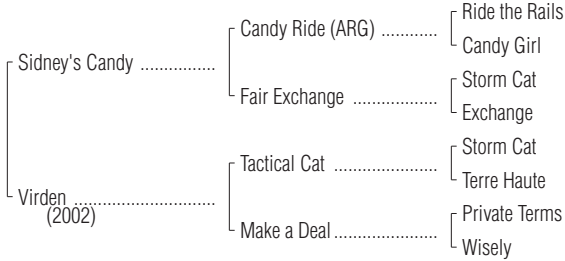 Ride the Rails
Candy Ride (ARG) ............
Candy Girl
Sidney's Candy ................
Storm Cat
Fair Exchange ..................
Exchange
Storm Cat
Tactical Cat ......................
Terre Haute
Virden ..............................
(2002)
Private Terms
Make a Deal ......................
Wisely